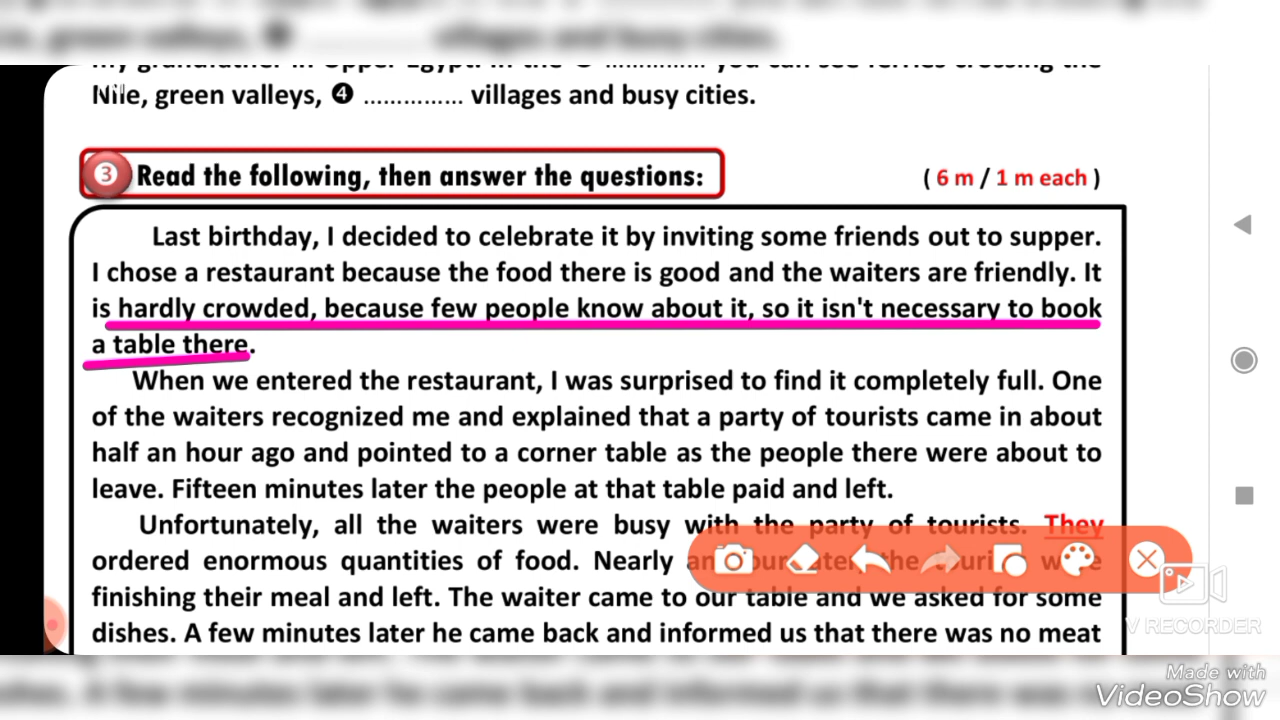 villages and busy cities.
Nile, green valleys, ❹ ............... villages and busy cities.
❸ Read the following, then answer the questions: ( 6 m / 1 m each )
Last birthday, I decided to celebrate it by inviting some friends out to supper.
I chose a restaurant because the food there is good and the waiters are friendly. It
is hardly crowded, because few people know about it, so it isn't necessary to book
a table there.
When we entered the restaurant, I was surprised to find it completely full. One
of the waiters recognized me and explained that a party of tourists came in about
half an hour ago and pointed to a corner table as the people there were about to
leave. Fifteen minutes later the people at that table paid and left.
Unfortunately, all the waiters were busy with the party of tourists. They
ordered enormous quantities of food. Nearly
finishing their meal and left. The waiter came to our table and we asked for some
dishes. A few minutes later he came back and informed us that there was no meat
V RECORDER
Made with
VideoShow